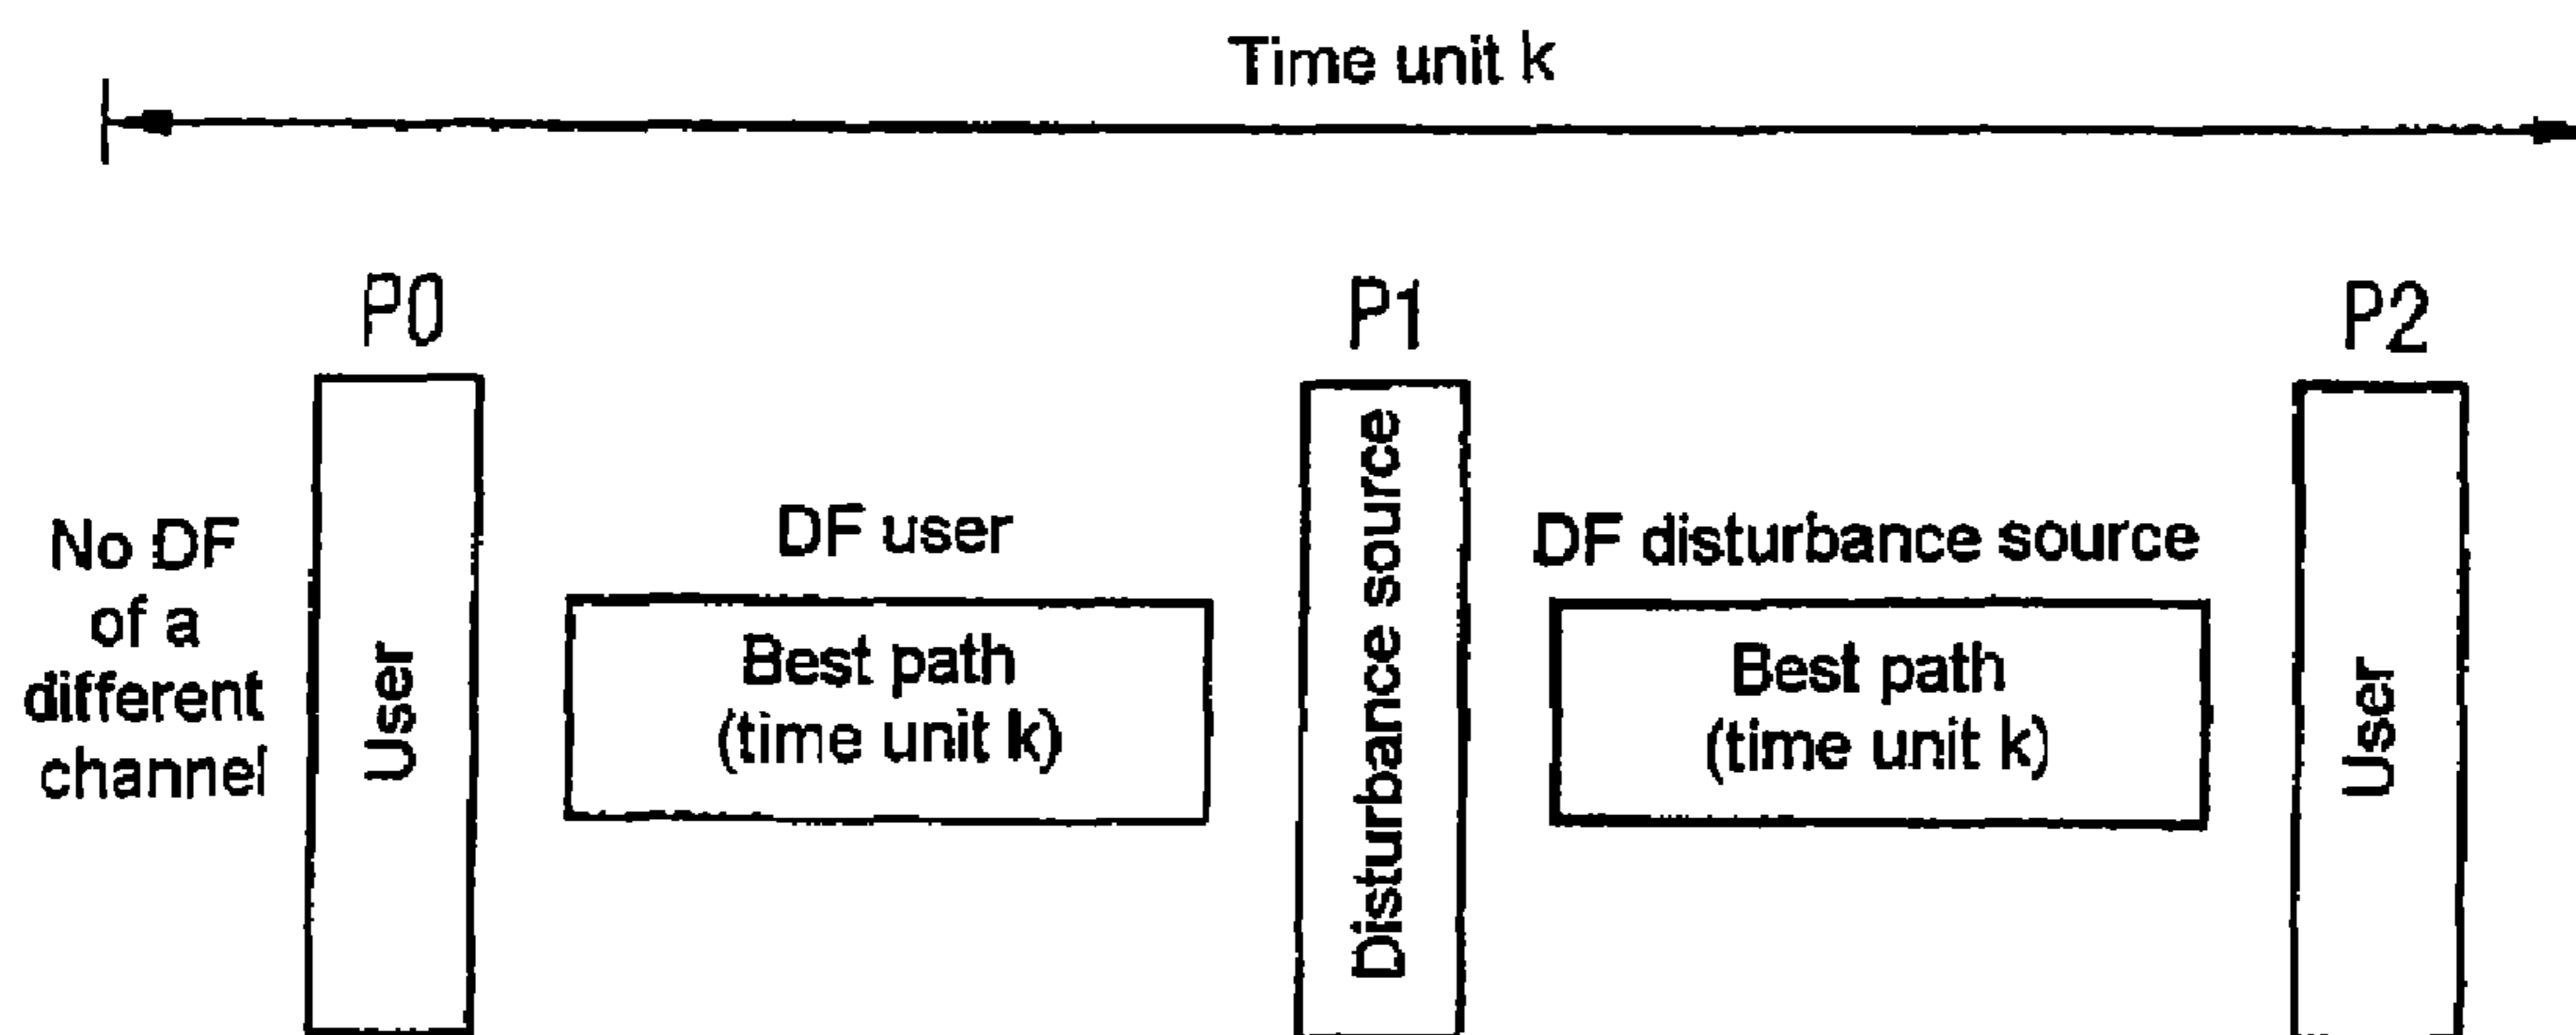 Time unit k
P0
P1
P2
No DF
of a
different
channel
User
DF user
Best path
(time unit k)
Disturbance source
DF disturbance source
Best path
(time unit k)
User